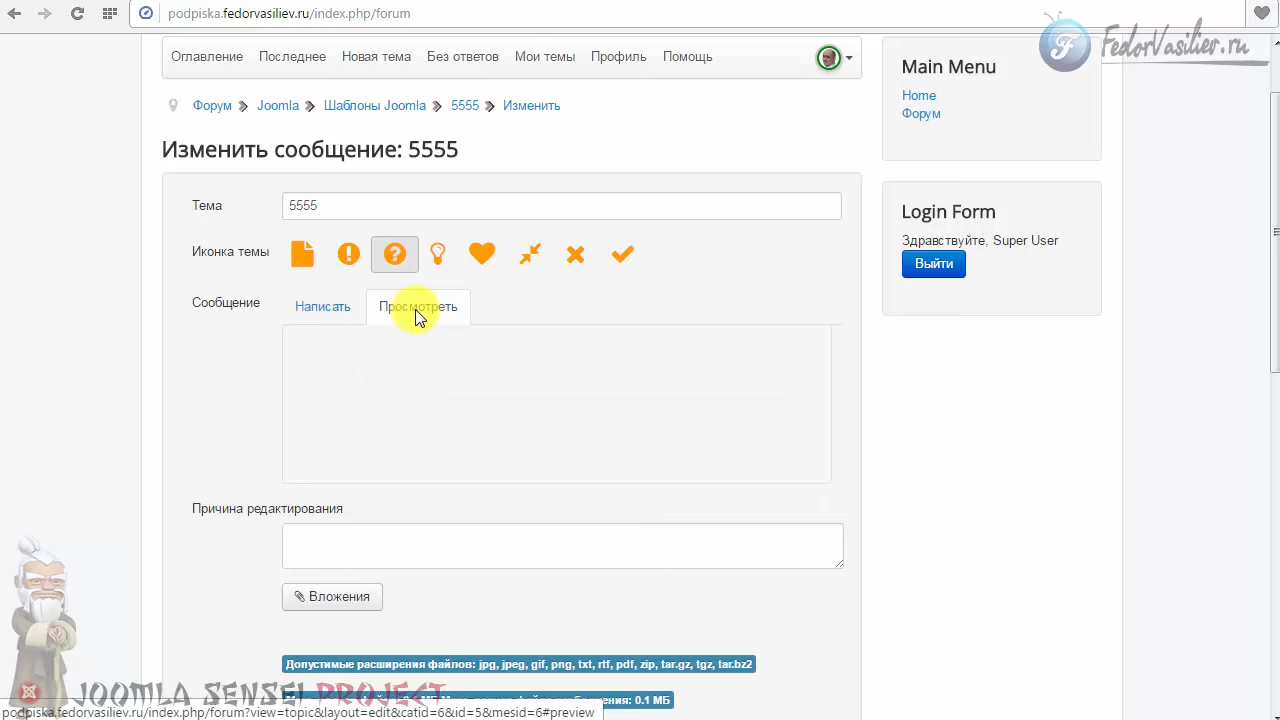 podpiska.fedorvasiliev.ru/index.php/forum
FedorVasiliev.ru
Оглавление Последнее Новая тема Без ответов Мои темы Профиль Помощь
Форум Joomla Шаблоны Joomla 5555 Изменить
Изменить сообщение: 5555
Тема 5555
Иконка темы
Сообщение Написать Просмотреть
Причина редактирования
Вложения
Допустимые расширения файлов: jpg, jpeg, gif, png, txt, rtf, pdf, zip, tar.gz, tgz, tar.bz2
0.1 МБ
JOOMLA SENSEI PROJECT
podpiska.fedorvasiliev.ru/index.php/forum?view=topic&layout=edit&catid=6&id=5&mesid=6#preview
Main Menu
Home
Форум
Login Form
Здравствуйте, Super User
Выйти